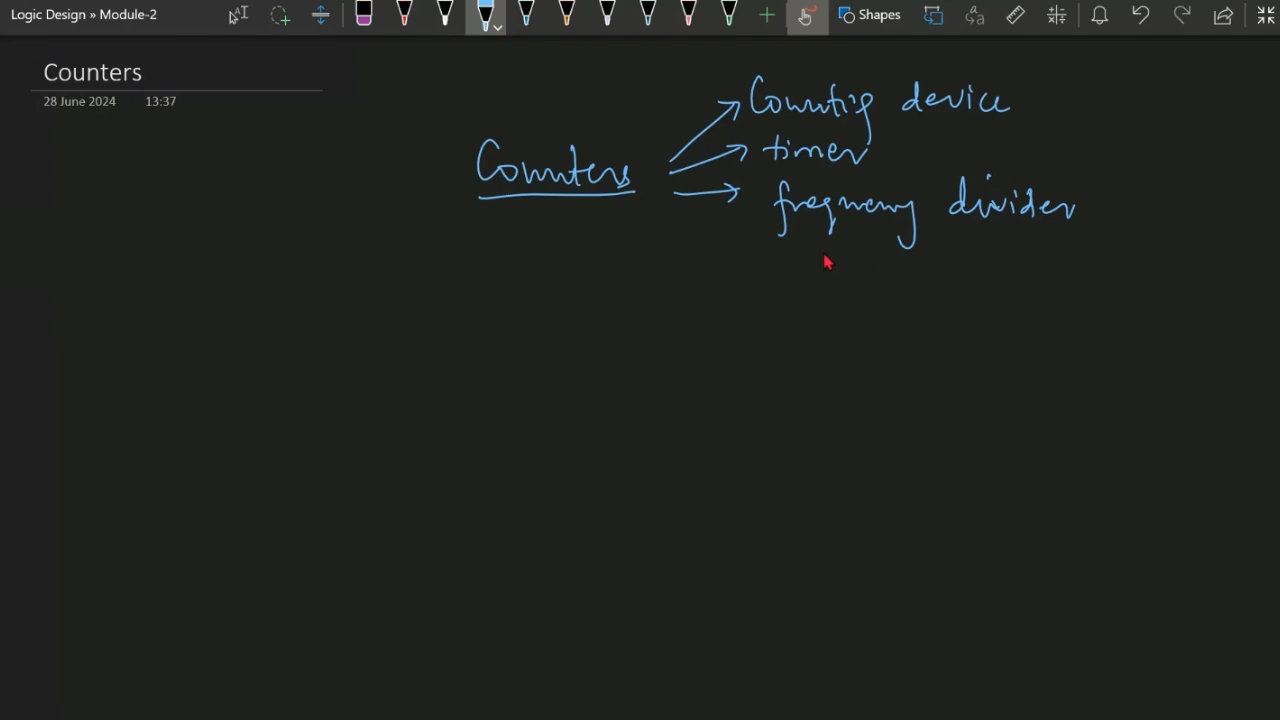 Logic Design » Module-2
Shapes
Counters
28 June 2024 13:37
Counters
Counting device
timer
frequency divider